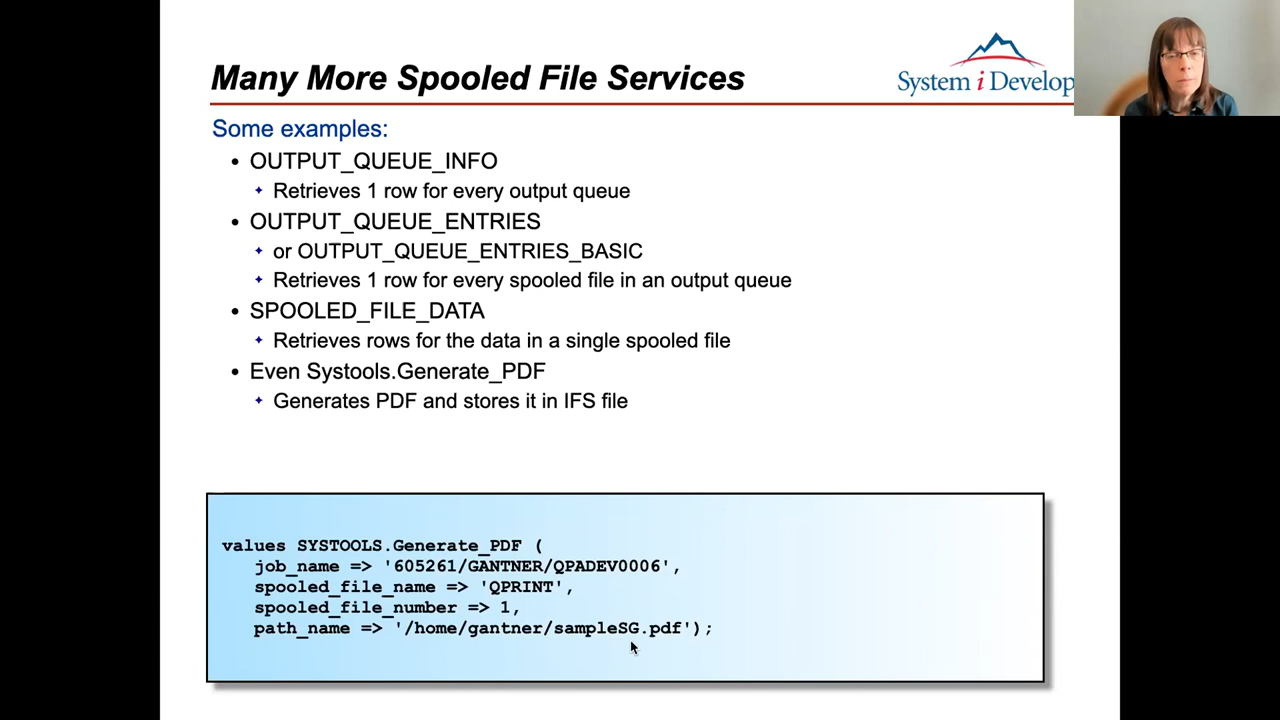 Many More Spooled File Services
System i Develop
Some examples:
• OUTPUT_QUEUE_INFO
✦ Retrieves 1 row for every output queue
• OUTPUT_QUEUE_ENTRIES
✦ or OUTPUT_QUEUE_ENTRIES_BASIC
✦ Retrieves 1 row for every spooled file in an output queue
• SPOOLED_FILE_DATA
✦ Retrieves rows for the data in a single spooled file
• Even Systools.Generate_PDF
✦ Generates PDF and stores it in IFS file
values SYSTOOLS.Generate_PDF (
job_name => '605261/GANTNER/QPADEV0006',
spooled_file_name => 'QPRINT',
spooled_file_number => 1,
path_name => '/home/gantner/sampleSG.pdf');